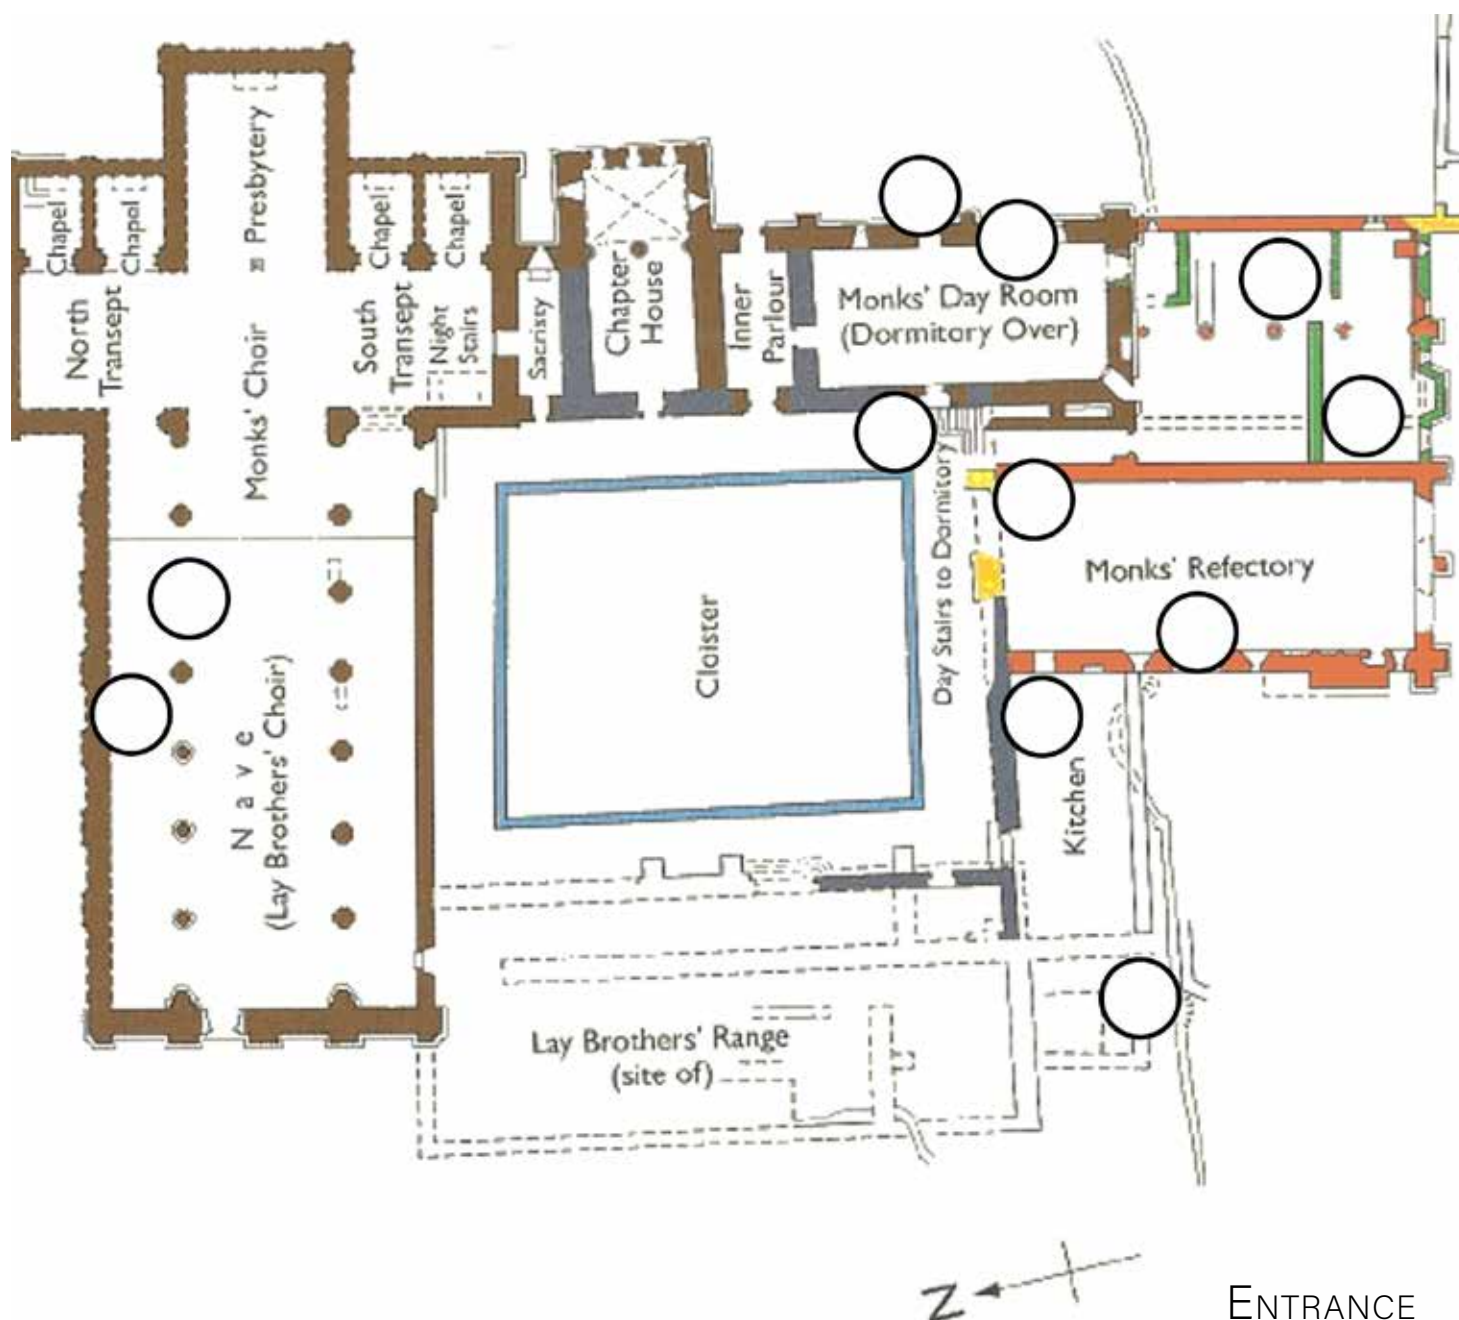 Chapel
Chapel
Presbytery
Chapel
Chapel
North
Transept
Monks' Choir
South
Transept
Night
Stairs
Sacristy
Chapter
House
Inner
Parlour
Monks' Day Room
(Dormitory Over)
Day Stairs to Dormitory
Monks' Refectory
Cloister
Nave
(Lay Brothers' Choir)
Kitchen
Lay Brothers' Range
(site of)
N
ENTRANCE